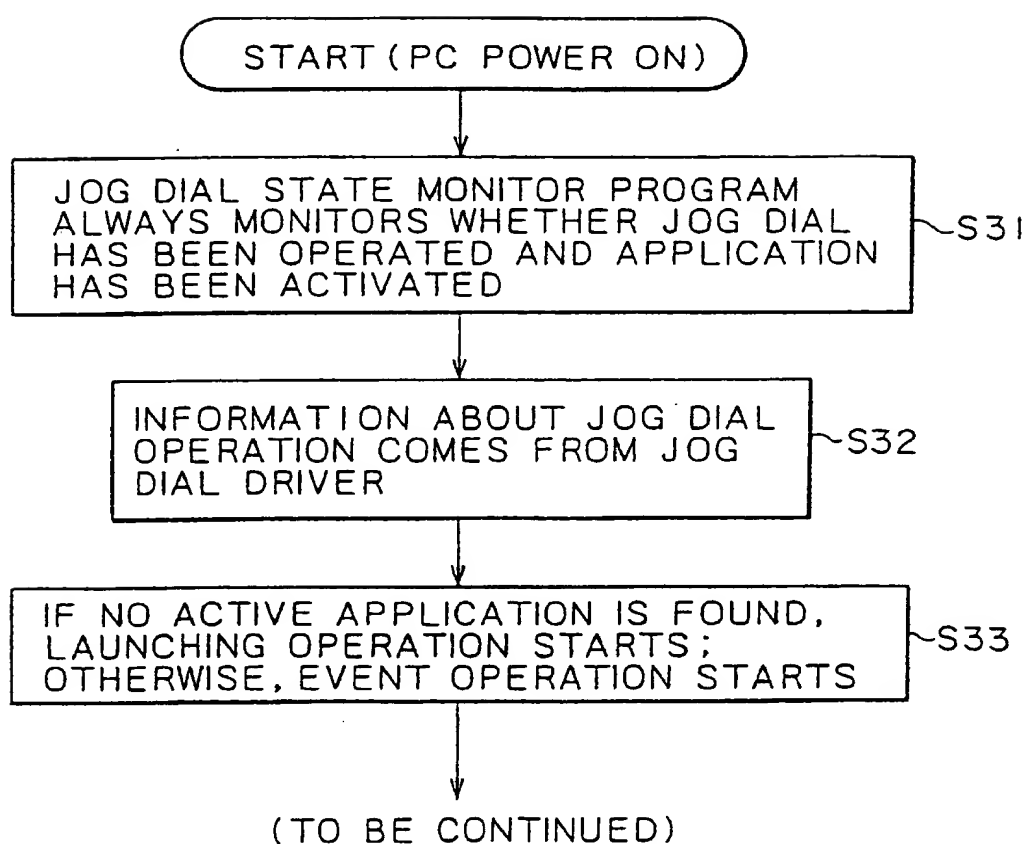 START (PC POWER ON)
JOG DIAL STATE MONITOR PROGRAM
ALWAYS MONITORS WHETHER JOG DIAL
HAS BEEN OPERATED AND APPLICATION
HAS BEEN ACTIVATED
S31
INFORMATION ABOUT JOG DIAL
OPERATION COMES FROM JOG
DIAL DRIVER
S32
IF NO ACTIVE APPLICATION IS FOUND,
LAUNCHING OPERATION STARTS;
OTHERWISE, EVENT OPERATION STARTS
S33
(TO BE CONTINUED)